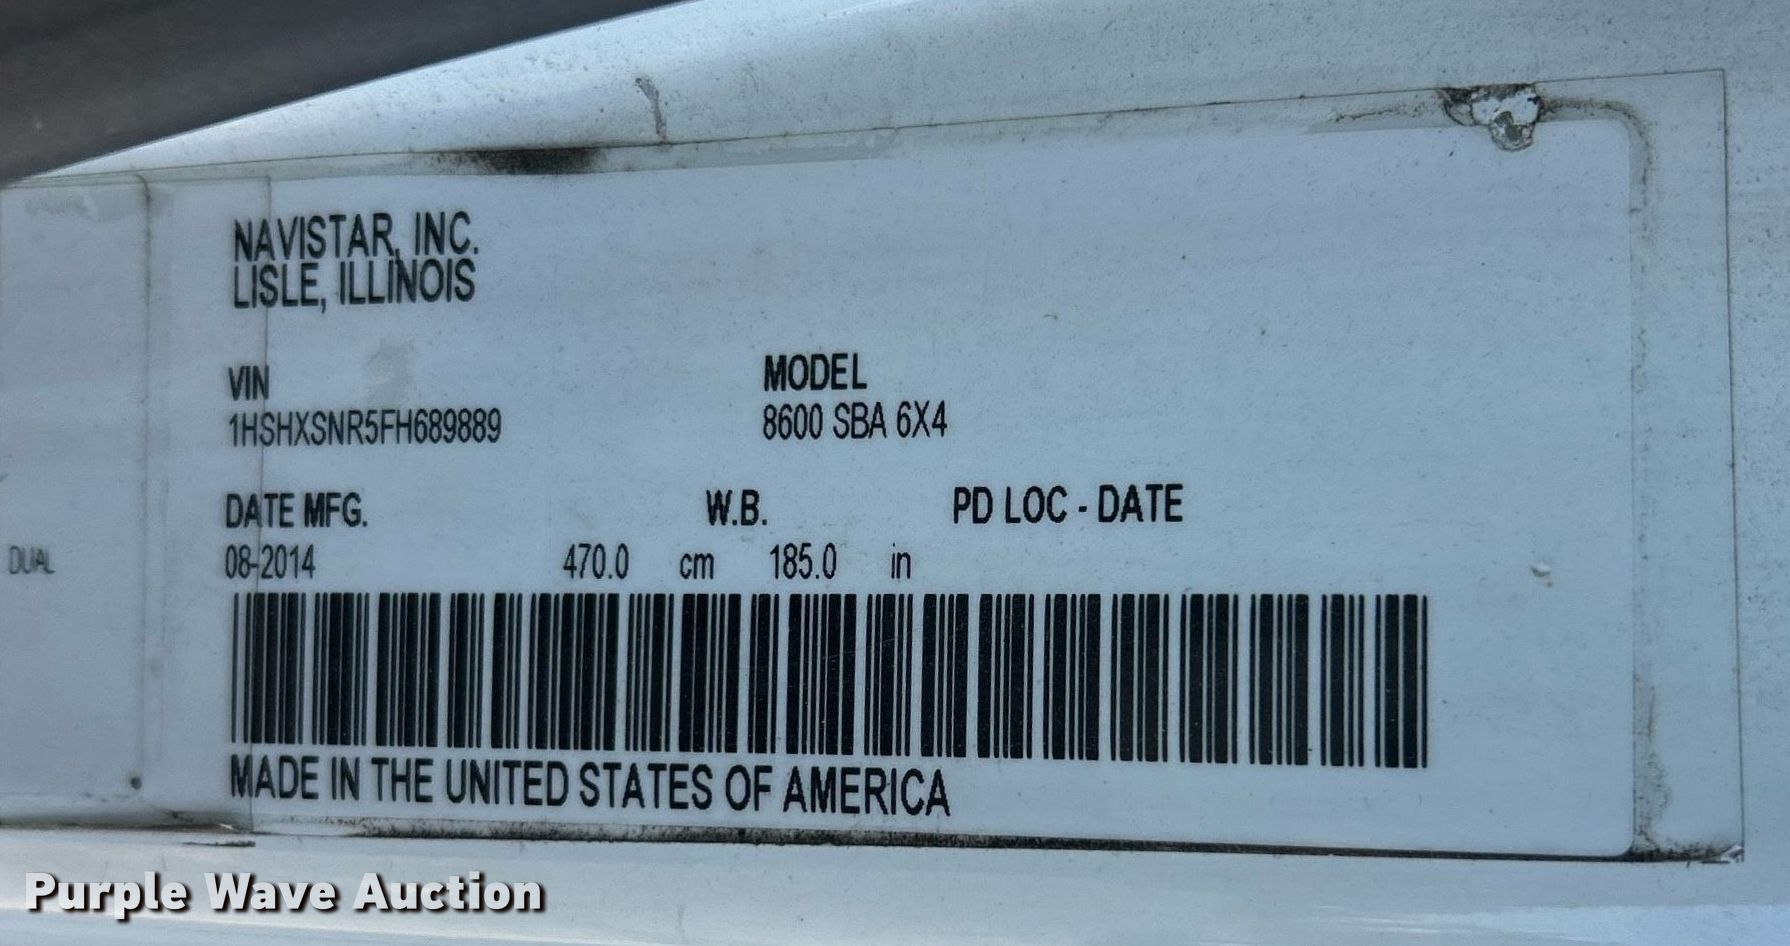 NAVISTAR, INC.
LISLE, ILLINOIS
VIN MODEL
1HSHXSNR5FH689889 8600 SBA 6X4
DATE MFG. W.B. PD LOC - DATE
DUAL 08-2014 470.0 cm 185.0 in
MADE IN THE UNITED STATES OF AMERICA
Purple Wave Auction